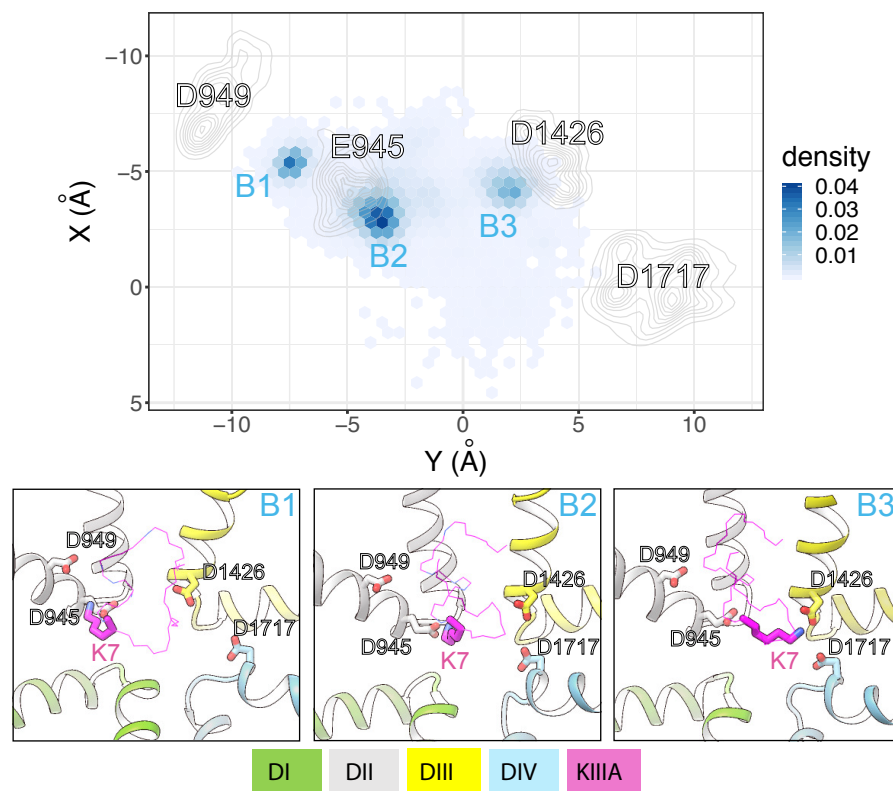 −10
−5
0
5
X (Å)
−10
−5
0
5
10
Y (Å)
D949
E945
D1426
D1717
B1
B2
B3
density
0.04
0.03
0.02
0.01
B1
D949
D1426
D945
D1717
K7
B2
D949
D1426
D945
D1717
K7
B3
D949
D1426
D945
D1717
K7
DI
DII
DIII
DIV
KIIIA